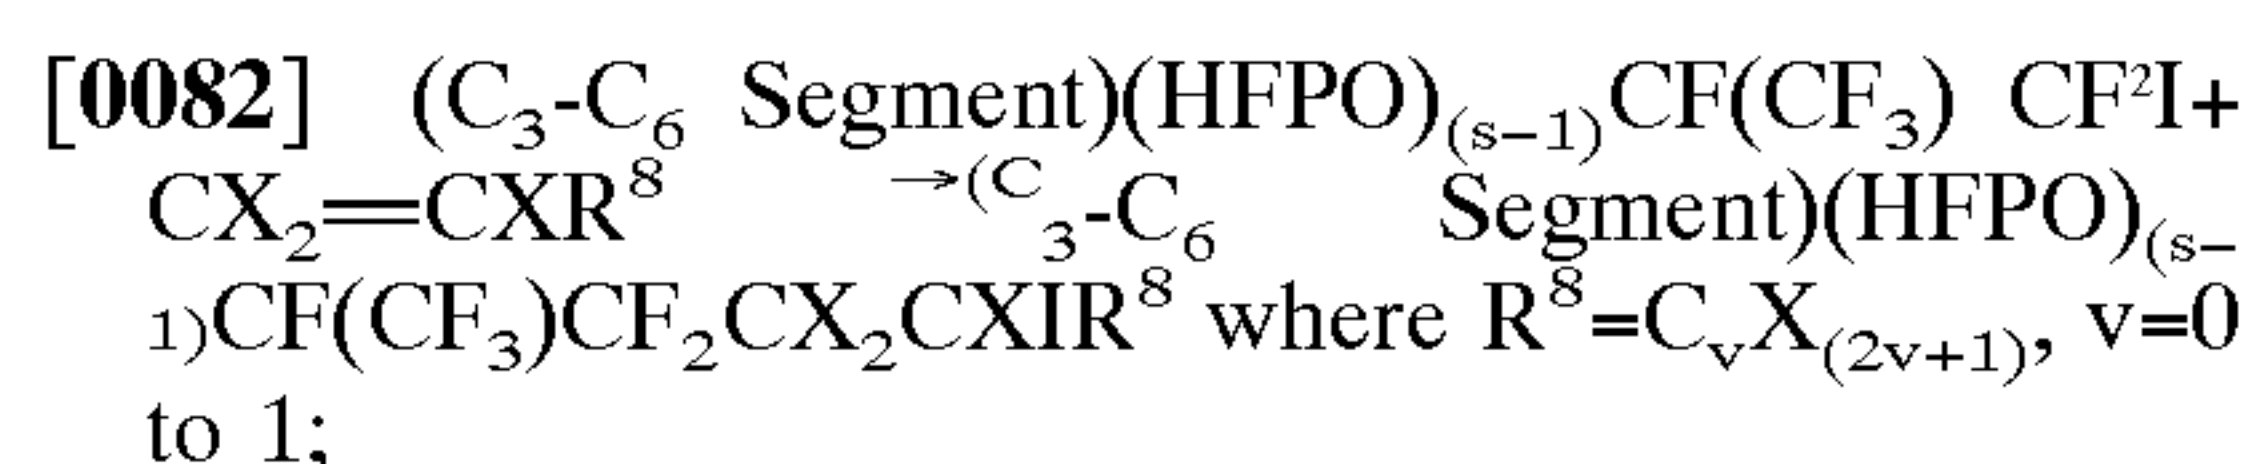 [0082] (C₃-C₆ Segment)(HFPO)₍ₛ₋₁₎CF(CF₃) CF²I+
CX₂=CXR⁸ →⁽ᶜ₃-C₆ Segment)(HFPO)₍ₛ₋
₁₎CF(CF₃)CF₂CX₂CXIR⁸ where R⁸=CᵥX₍₂ᵥ₊₁₎, v=0
to 1;